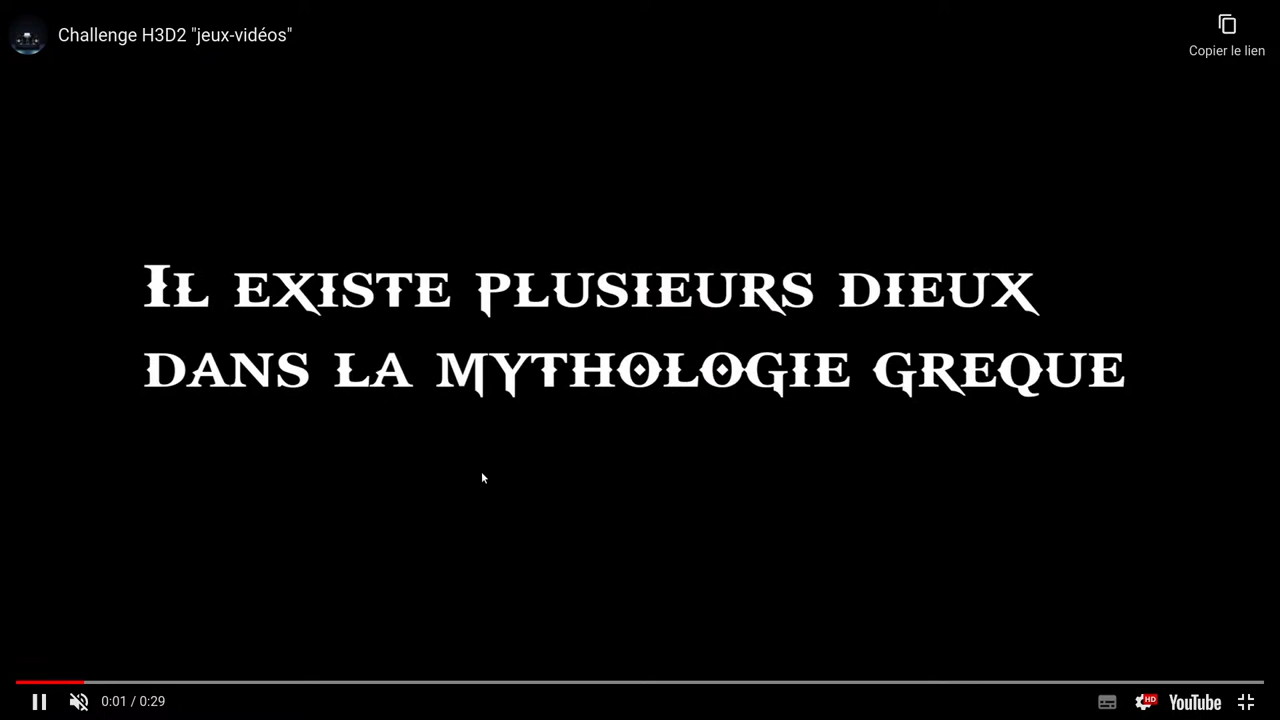 Challenge H3D2 "jeux-vidéos"
Copier le lien
Il existe plusieurs dieux
dans la mythologie greque
0:01 / 0:29
HD
YouTube